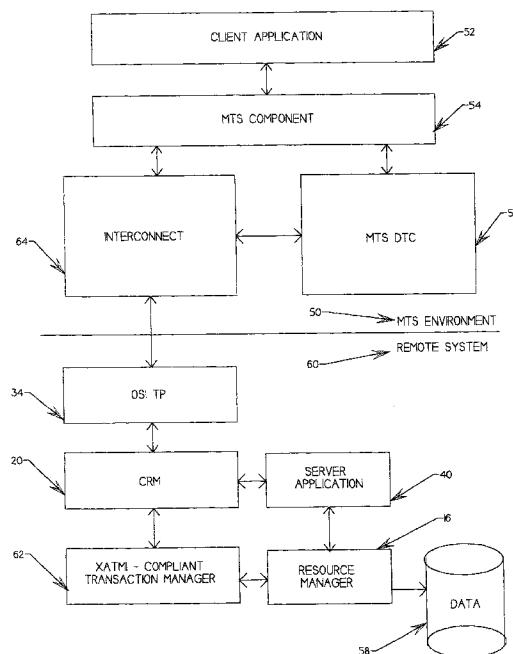 CLIENT APPLICATION
52
MTS COMPONENT
54
INTERCONNECT
64
MTS DTC
5
50
MTS ENVIRONMENT
60
REMOTE SYSTEM
OSI TP
34
CRM
20
SERVER
APPLICATION
40
16
XATMI - COMPLIANT
TRANSACTION MANAGER
62
RESOURCE
MANAGER
DATA
58